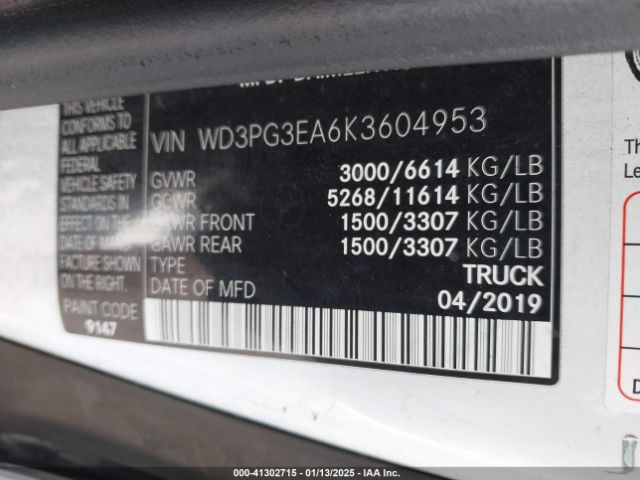 THIS VEHICLE
CONFORMS TO
ALL APPLICABLE
FEDERAL
VEHICLE SAFETY
STANDARDS IN
EFFECT ON THE
DATE OF MANU-
FACTURE SHOWN
ON THE RIGHT.
PAINT CODE
9147
VIN WD3PG3EA6K3604953
GVWR 3000/6614 KG/LB
GCWR 5268/11614 KG/LB
GAWR FRONT 1500/3307 KG/LB
GAWR REAR 1500/3307 KG/LB
TYPE TRUCK
DATE OF MFD 04/2019
000-41302715 — 01/13/2025 — IAA Inc.